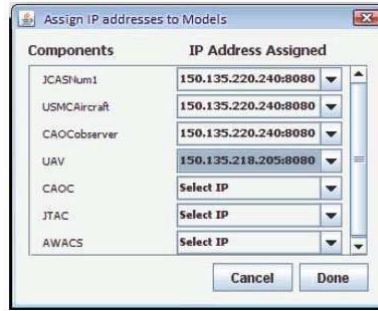 Assign IP addresses to Models
Components IP Address Assigned
JCASNum1 150.135.220.240:8080
USMCAircraft 150.135.220.240:8080
CAOCobserver 150.135.220.240:8080
UAV 150.135.218.205:8080
CAOC Select IP
JTAC Select IP
AWACS Select IP
Cancel Done